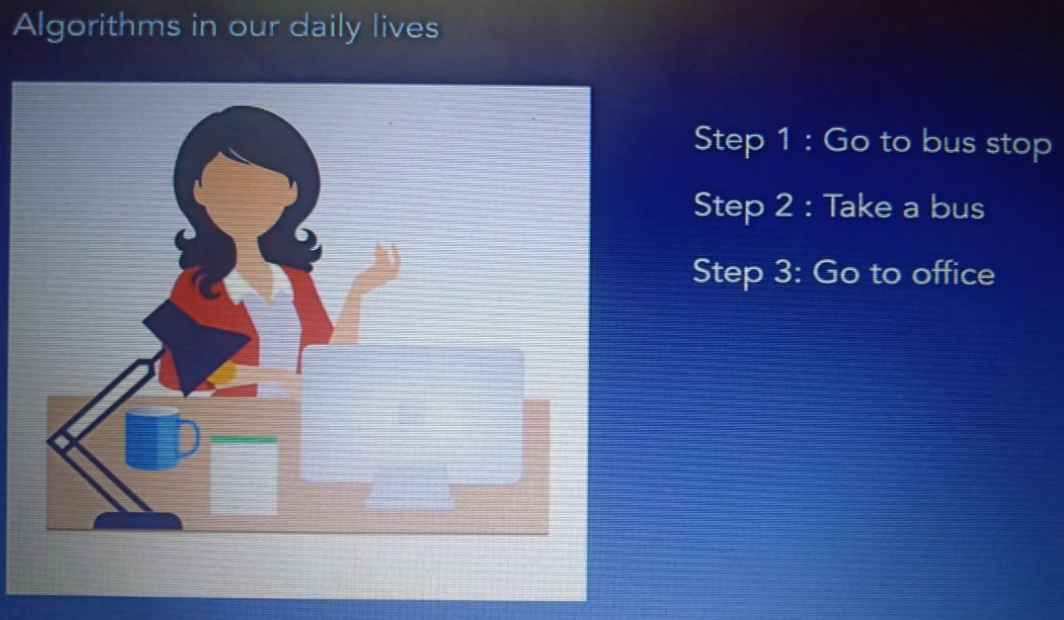 Algorithms in our daily lives
Step 1 : Go to bus stop
Step 2 : Take a bus
Step 3: Go to office